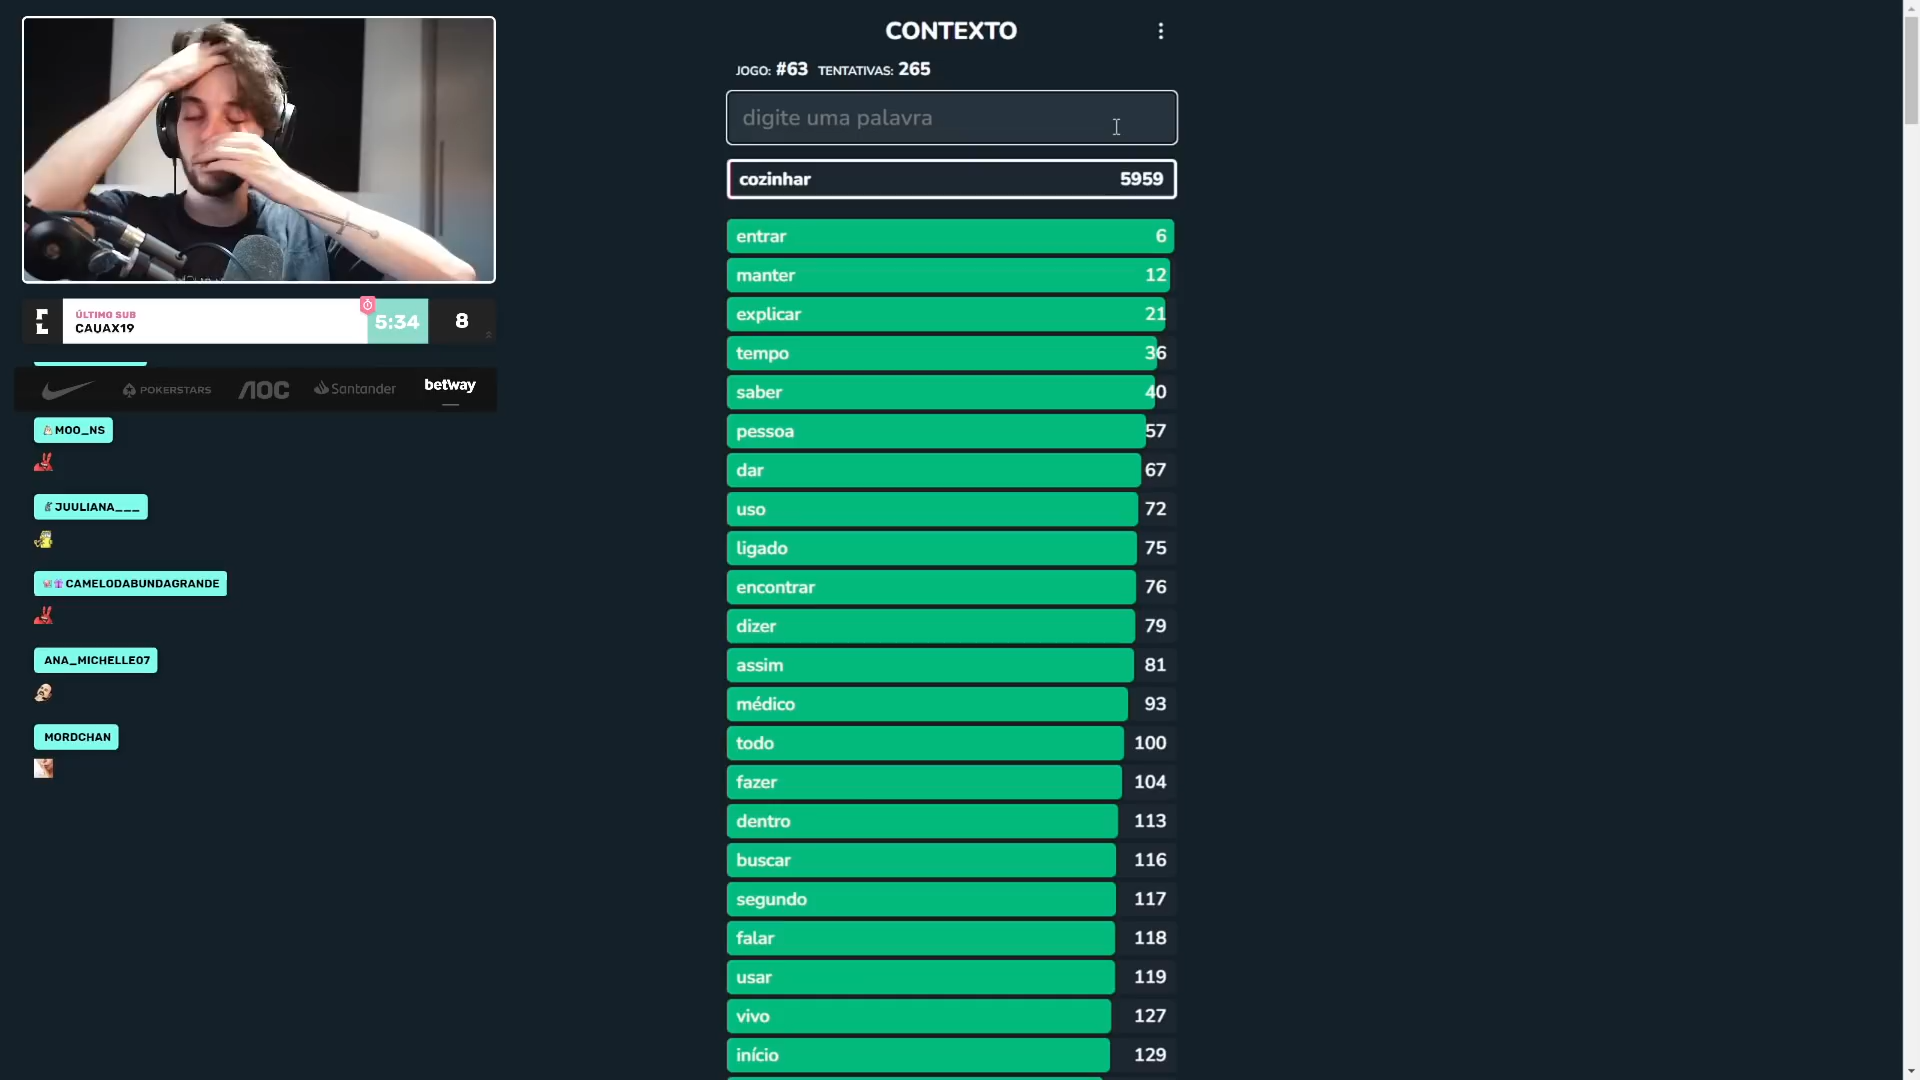 CONTEXTO
JOGO: #63 TENTATIVAS: 265
digite uma palavra
cozinhar 5959
entrar 6
manter 12
explicar 21
tempo 36
saber 40
pessoa 57
dar 67
uso 72
ligado 75
encontrar 76
dizer 79
assim 81
médico 93
todo 100
fazer 104
dentro 113
buscar 116
segundo 117
falar 118
usar 119
vivo 127
início 129
ÚLTIMO SUB
CAUAX19
5:34
8
POKERSTARS AOC Santander betway
MOO_NS
JUULIANA___
CAMELODABUNDAGRANDE
ANA_MICHELLE07
MORDCHAN